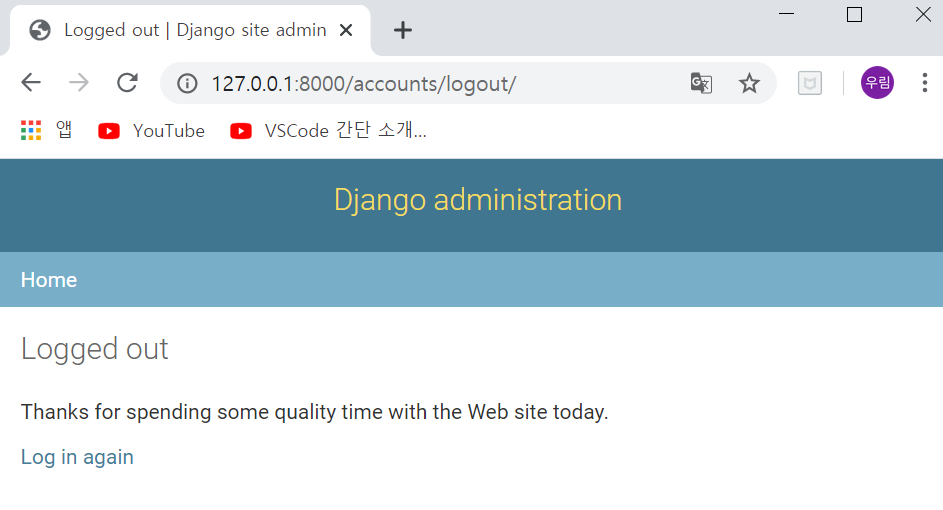 Logged out | Django site admin
127.0.0.1:8000/accounts/logout/
우림
앱 YouTube VSCode 간단 소개...
Django administration
Home
Logged out
Thanks for spending some quality time with the Web site today.
Log in again